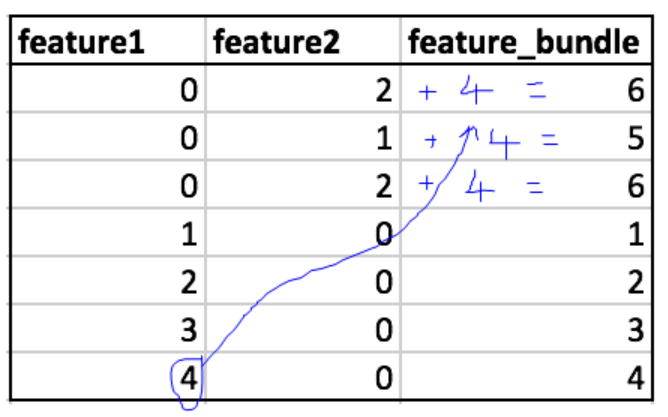 feature1 feature2 feature_bundle
0 2 + 4 = 6
0 1 + 4 = 5
0 2 + 4 = 6
1 0 1
2 0 2
3 0 3
4 0 4